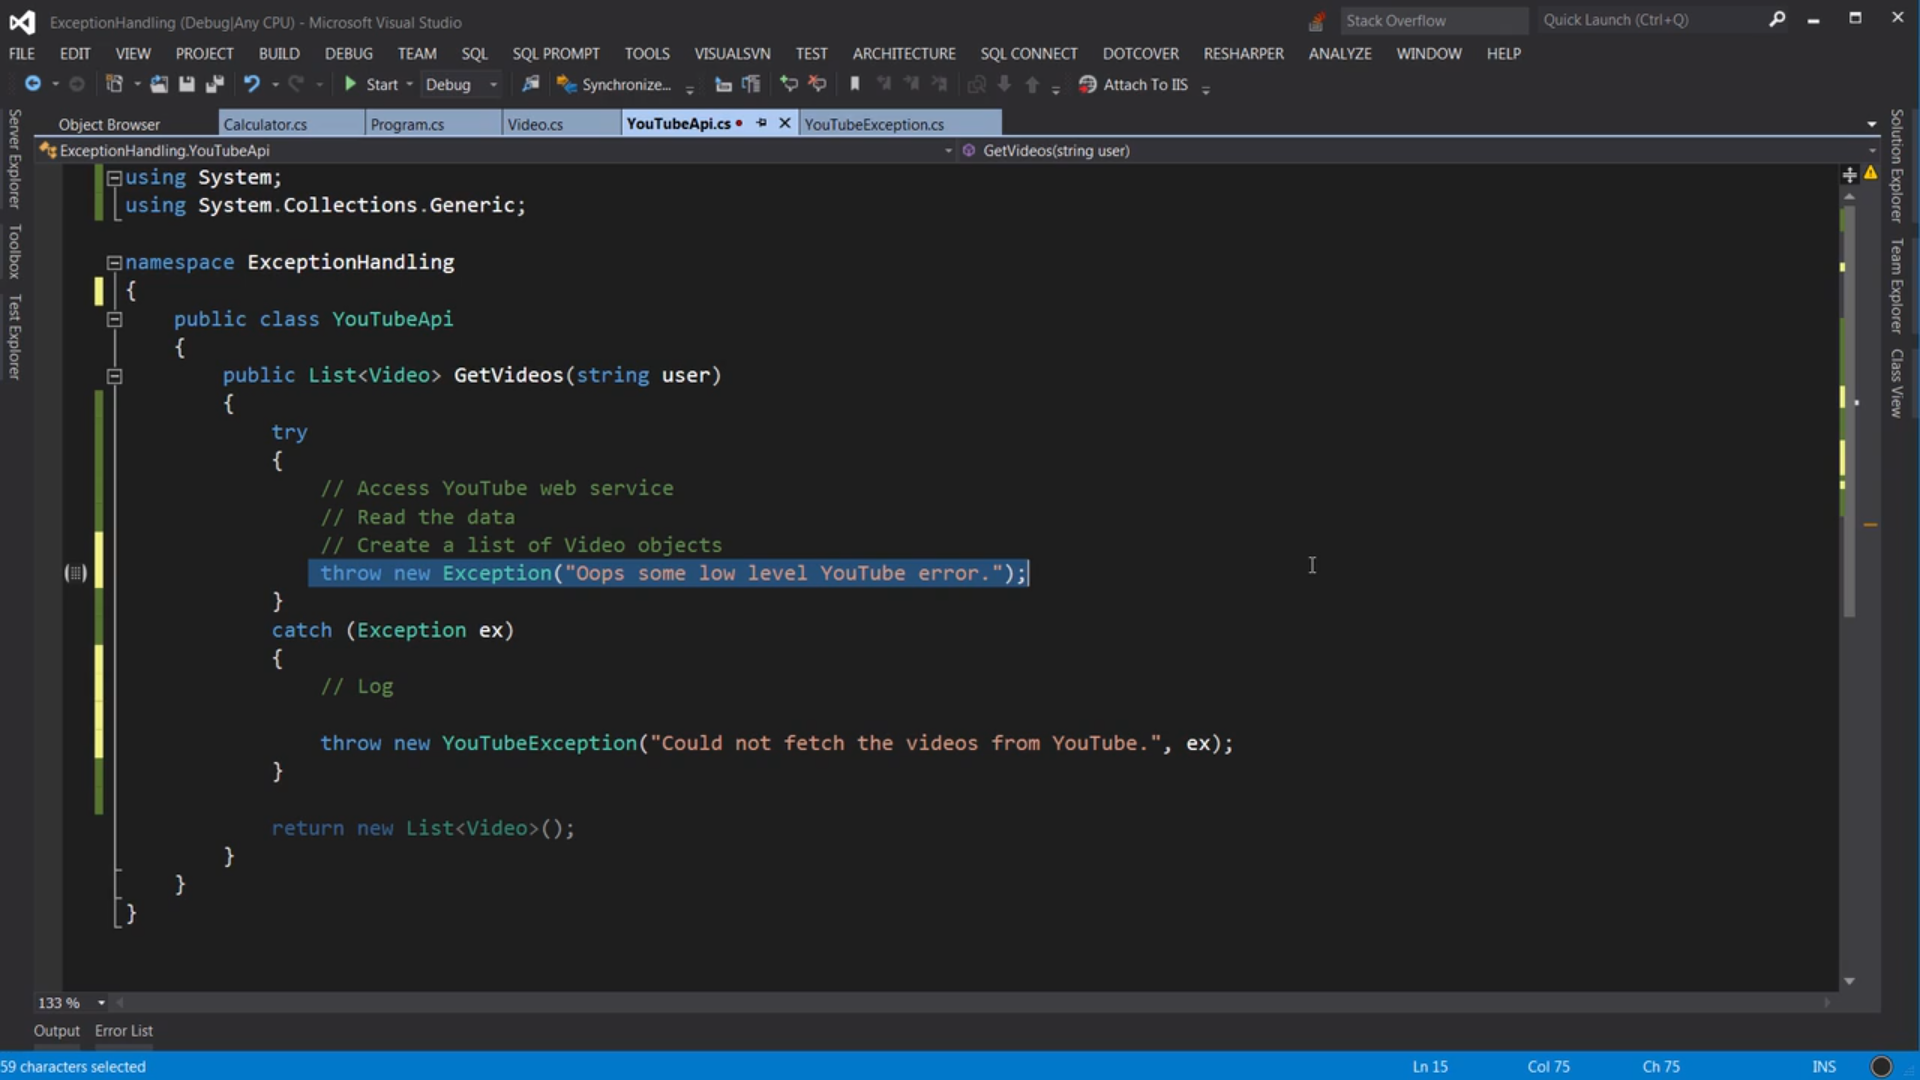 ExceptionHandling (Debug|Any CPU) - Microsoft Visual Studio
Stack Overflow
Quick Launch (Ctrl+Q)
FILE EDIT VIEW PROJECT BUILD DEBUG TEAM SQL SQL PROMPT TOOLS VISUALSVN TEST ARCHITECTURE SQL CONNECT DOTCOVER RESHARPER ANALYZE WINDOW HELP
Start Debug Synchronize... Attach To IIS
Object Browser Calculator.cs Program.cs Video.cs YouTubeApi.cs YouTubeException.cs
ExceptionHandling.YouTubeApi GetVideos(string user)
Server Explorer
Toolbox
Test Explorer
using System;
using System.Collections.Generic;
namespace ExceptionHandling
{
public class YouTubeApi
{
public List<Video> GetVideos(string user)
{
try
{
// Access YouTube web service
// Read the data
// Create a list of Video objects
throw new Exception("Oops some low level YouTube error.");
}
catch (Exception ex)
{
// Log
throw new YouTubeException("Could not fetch the videos from YouTube.", ex);
}
return new List<Video>();
}
}
}
Solution Explorer
Team Explorer
Class View
133 %
Output Error List
59 characters selected Ln 15 Col 75 Ch 75 INS